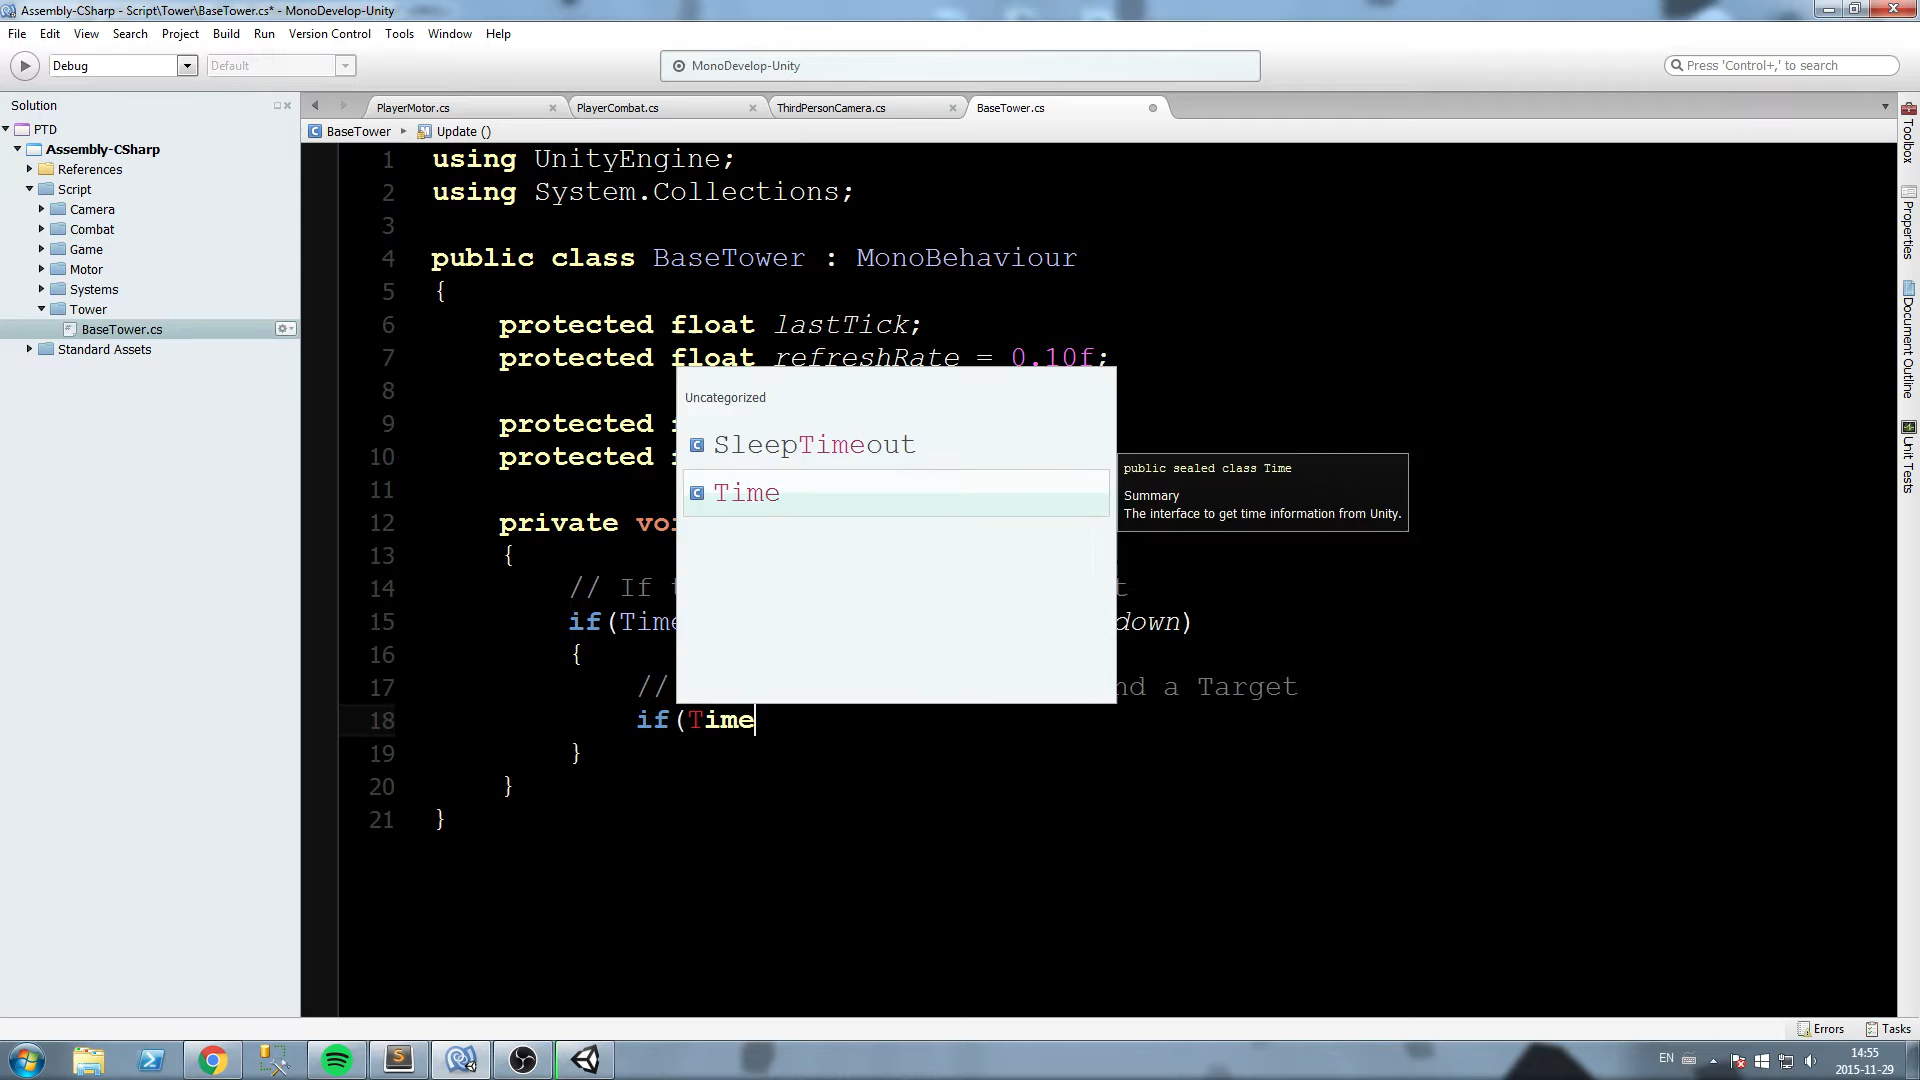 Assembly-CSharp - Script\Tower\BaseTower.cs* - MonoDevelop-Unity
File Edit View Search Project Build Run Version Control Tools Window Help
Debug Default MonoDevelop-Unity Press 'Control+,' to search
Solution
PTD
Assembly-CSharp
References
Script
Camera
Combat
Game
Motor
Systems
Tower
BaseTower.cs
Standard Assets
PlayerMotor.cs PlayerCombat.cs ThirdPersonCamera.cs BaseTower.cs
BaseTower Update ()
1 using UnityEngine;
2 using System.Collections;
3
4 public class BaseTower : MonoBehaviour
5 {
6 protected float lastTick;
7 protected float refreshRate = 0.10f;
8
9 protected
10 protected
11
12 private
13 {
14 // If
15 if(Time down)
16 {
17 // a Target
18 if(Time
19 }
20 }
21 }
Uncategorized
SleepTimeout
Time
public sealed class Time
Summary
The interface to get time information from Unity.
Toolbox
Properties
Document Outline
Unit Tests
Errors Tasks
EN
14:55
2015-11-29